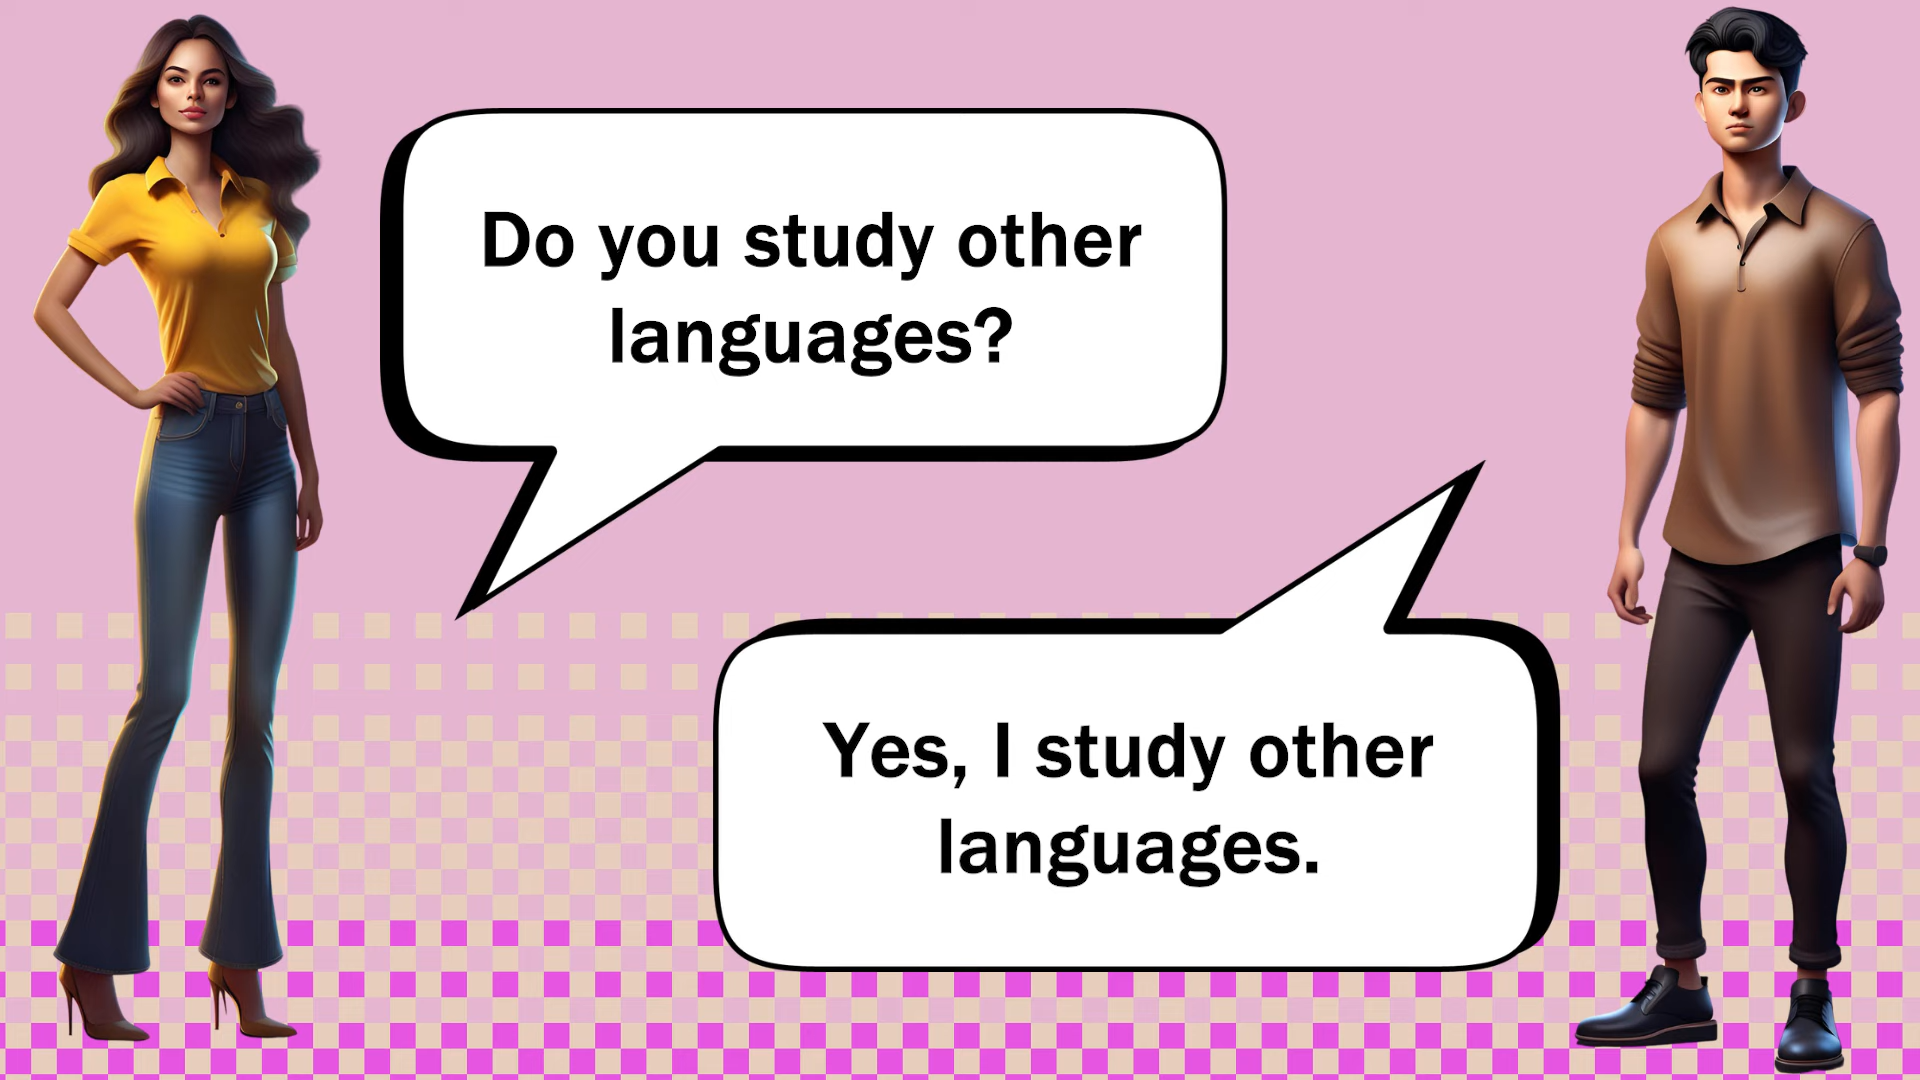 Do you study other
languages?
Yes, I study other
languages.